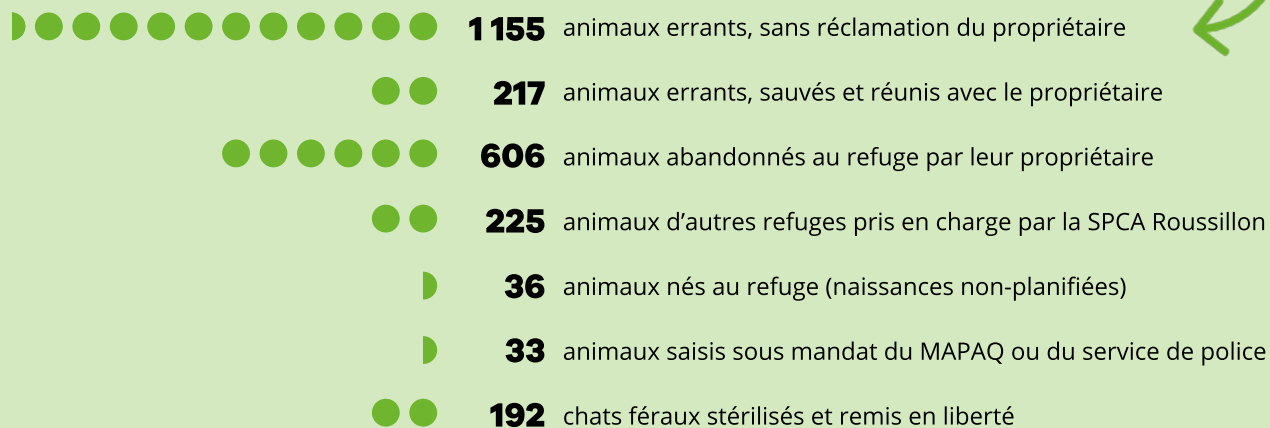 1 155 animaux errants, sans réclamation du propriétaire
217 animaux errants, sauvés et réunis avec le propriétaire
606 animaux abandonnés au refuge par leur propriétaire
225 animaux d’autres refuges pris en charge par la SPCA Roussillon
36 animaux nés au refuge (naissances non-planifiées)
33 animaux saisis sous mandat du MAPAQ ou du service de police
192 chats féraux stérilisés et remis en liberté